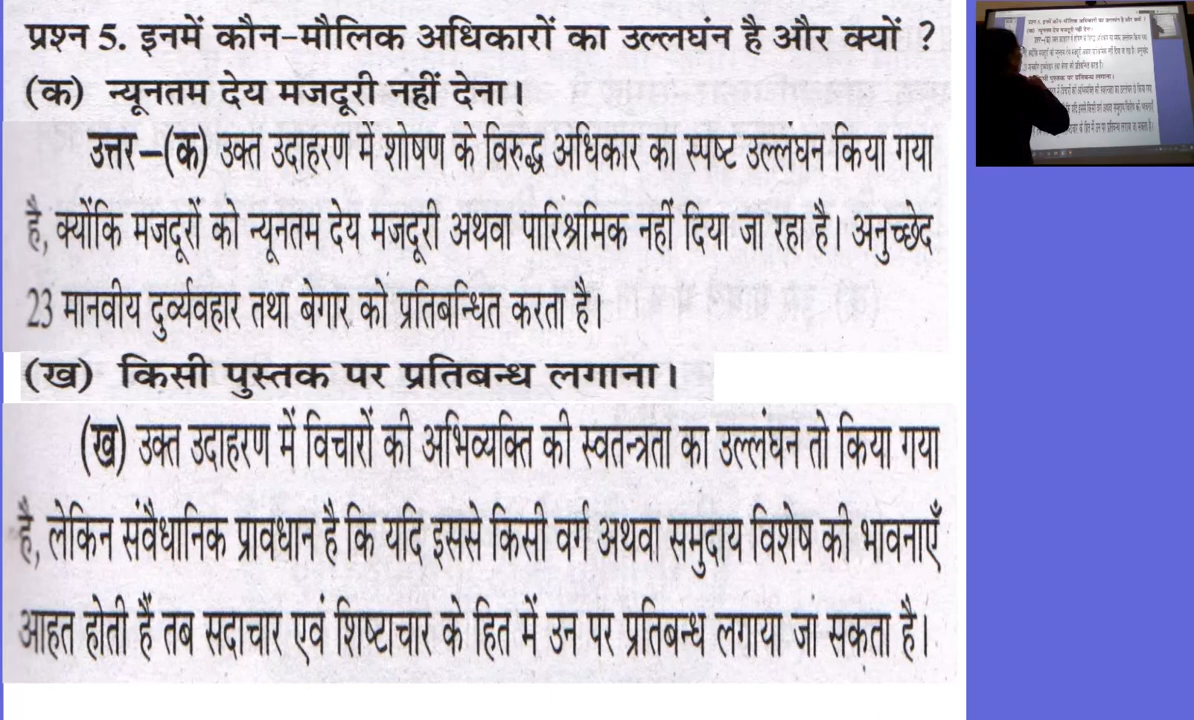 प्रश्न 5. इनमें कौन-मौलिक अधिकारों का उल्लघंन है और क्यों ?
(क) न्यूनतम देय मजदूरी नहीं देना।
उत्तर –(क) उक्त उदाहरण में शोषण के विरुद्ध अधिकार का स्पष्ट उल्लंघन किया गया
है, क्योंकि मजदूरों को न्यूनतम देय मजदूरी अथवा पारिश्रमिक नहीं दिया जा रहा है। अनुच्छेद
23 मानवीय दुर्व्यवहार तथा बेगार को प्रतिबन्धित करता है।
(ख) किसी पुस्तक पर प्रतिबन्ध लगाना।
(ख) उक्त उदाहरण में विचारों की अभिव्यक्ति की स्वतन्त्रता का उल्लंघन तो किया गया
है, लेकिन संवैधानिक प्रावधान है कि यदि इससे किसी वर्ग अथवा समुदाय विशेष की भावनाएँ
आहत होती हैं तब सदाचार एवं शिष्टाचार के हित में उन पर प्रतिबन्ध लगाया जा सकता है।